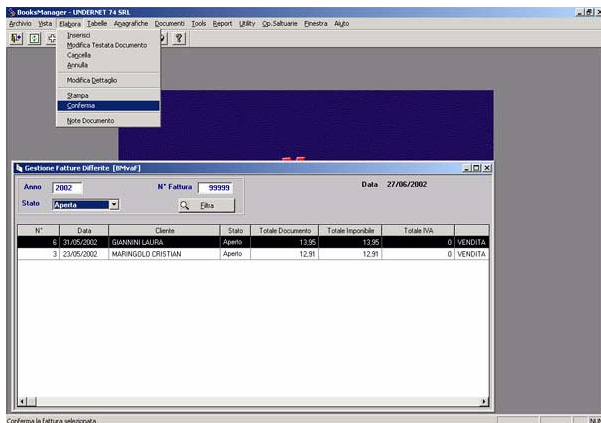 BooksManager - UNDERNET 74 SRL
Archivio Vista Elabora Tabelle Anagrafiche Documenti Tools Report Utility Op.Saltuarie Finestra Aiuto
Inserisci
Modifica Testata Documento
Cancella
Annulla
Modifica Dettaglio
Stampa
Conferma
Note Documento
Gestione Fatture Differite [BMvaF]
Anno 2002 N° Fattura 99999 Data 27/06/2002
Stato Aperta Filtra
N° Data Cliente Stato Totale Documento Totale Imponibile Totale IVA
6 31/05/2002 GIANNINI LAURA Aperto 13,95 13,95 0 VENDITA
3 23/05/2002 MARINGOLO CRISTIAN Aperto 12,91 12,91 0 VENDITA
Conferma la fattura selezionata NUM